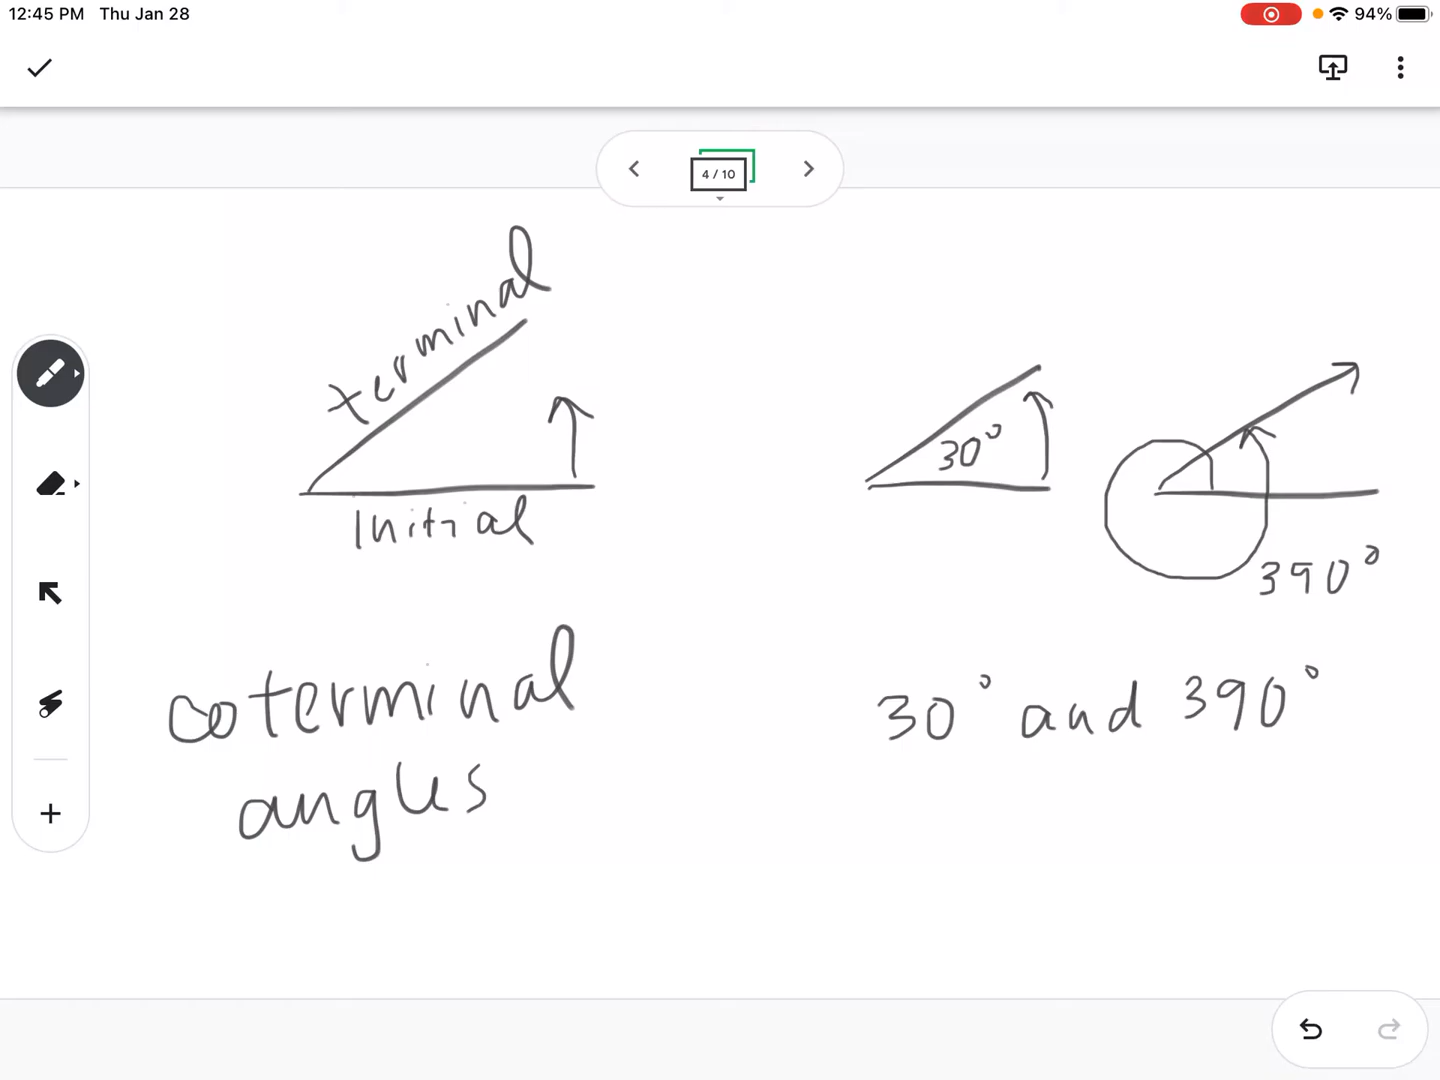 12:45 PM Thu Jan 28
94%
4 / 10
terminal
Initial
30°
390°
coterminal
angles
30° and 390°